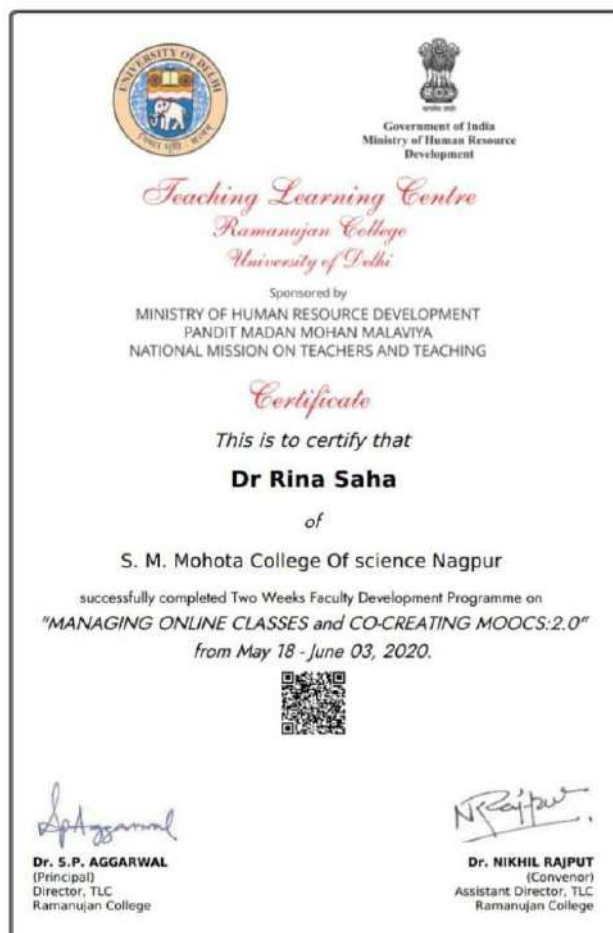 UNIVERSITY OF DELHI
Government of India
Ministry of Human Resource
Development
Teaching Learning Centre
Ramanujan College
University of Delhi
Sponsored by
MINISTRY OF HUMAN RESOURCE DEVELOPMENT
PANDIT MADAN MOHAN MALAVIYA
NATIONAL MISSION ON TEACHERS AND TEACHING
Certificate
This is to certify that
Dr Rina Saha
of
S. M. Mohota College Of science Nagpur
successfully completed Two Weeks Faculty Development Programme on
"MANAGING ONLINE CLASSES and CO-CREATING MOOCS:2.0"
from May 18 - June 03, 2020.
SpAggarwal
NRajput
Dr. S.P. AGGARWAL
(Principal)
Director, TLC
Ramanujan College
Dr. NIKHIL RAJPUT
(Convenor)
Assistant Director, TLC
Ramanujan College